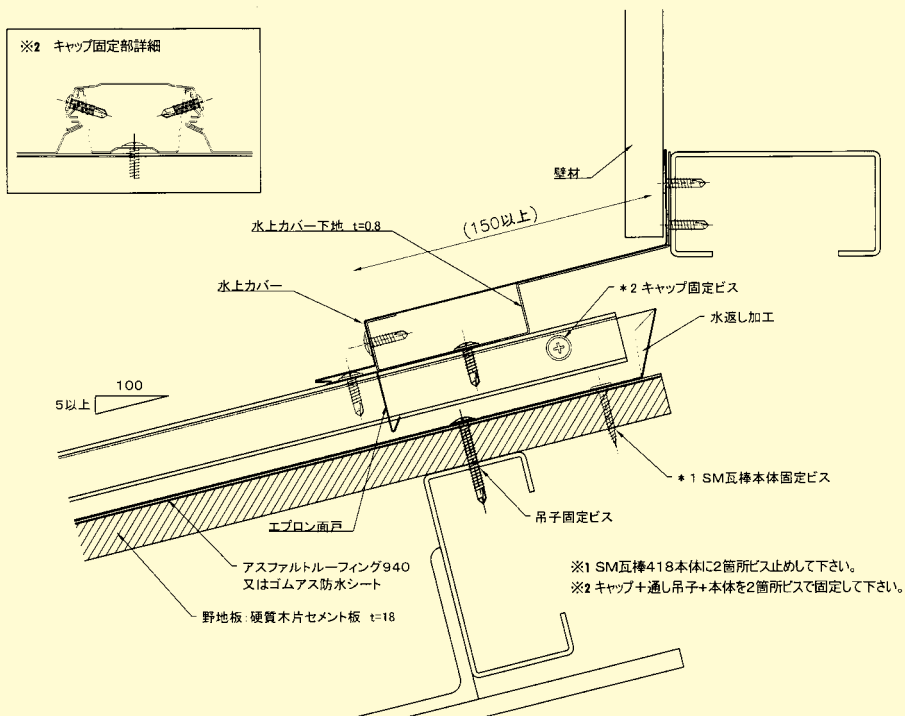 ※2 キャップ固定部詳細
壁材
(150以上)
水上カバー下地 t=0.8
水上カバー
＊2 キャップ固定ビス
水返し加工
100
5以上
＊1 SM瓦棒本体固定ビス
吊子固定ビス
エプロン面戸
アスファルトルーフィング940
又はゴムアス防水シート
野地板:硬質木片セメント板 t=18
※1 SM瓦棒418本体に2箇所ビス止めして下さい。
※2 キャップ＋通し吊子＋本体を2箇所ビスで固定して下さい。